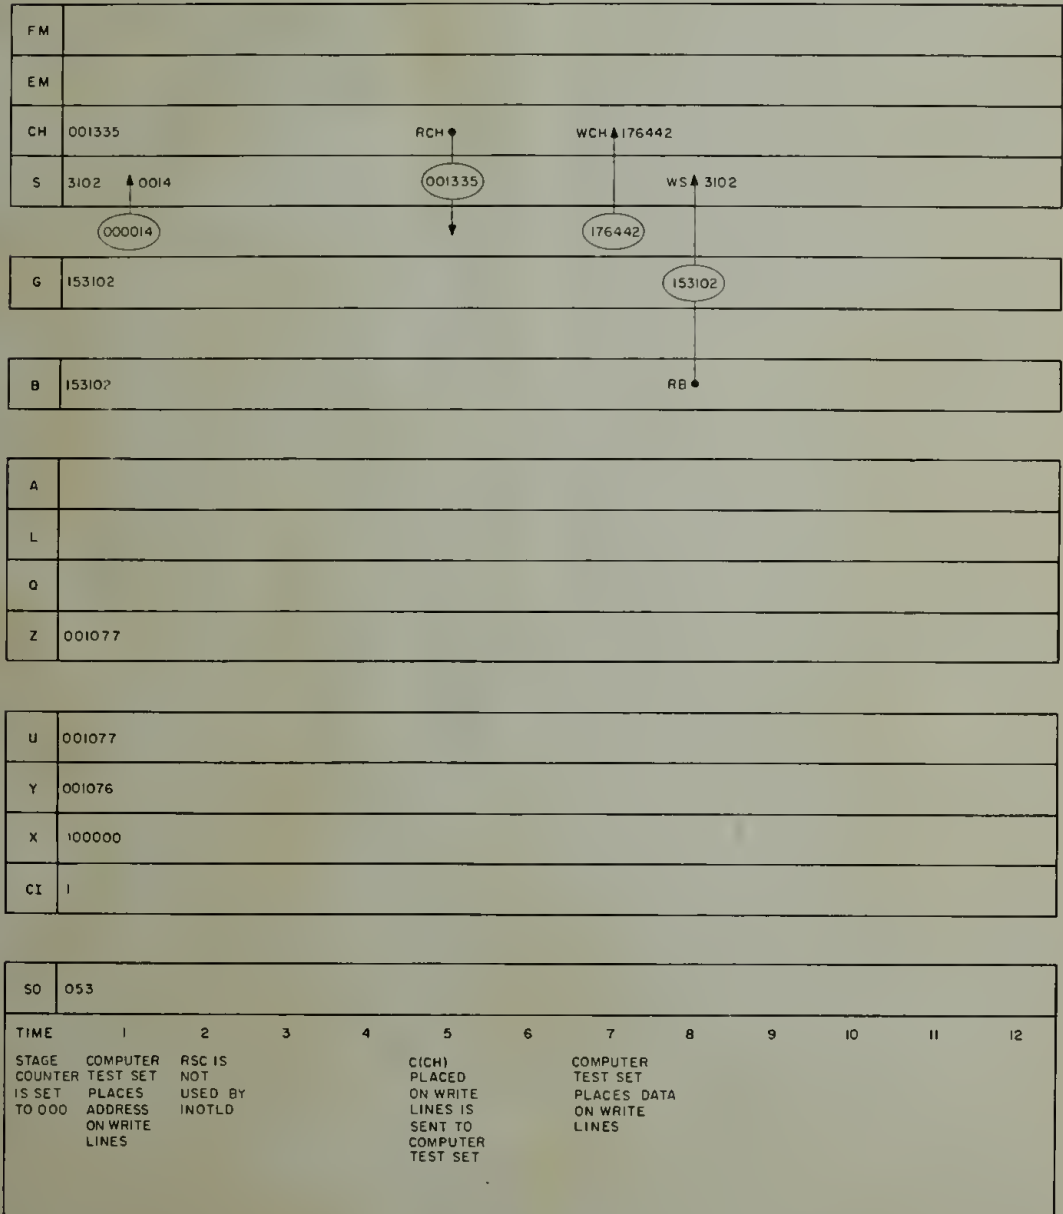 FM
EM
CH 001335 RCH WCH 176442
S 3102 0014 001335 WS 3102
000014 176442
G 153102 153102
B 153102 RB
A
L
Q
Z 001077
U 001077
Y 001076
X 100000
CI 1
SO 053
TIME 1 2 3 4 5 6 7 8 9 10 11 12
STAGE COMPUTER RSC IS C(CH) COMPUTER
COUNTER TEST SET NOT PLACED TEST SET
IS SET PLACES USED BY ON WRITE PLACES DATA
TO 000 ADDRESS INOTLD LINES IS ON WRITE
ON WRITE SENT TO LINES
LINES COMPUTER
TEST SET